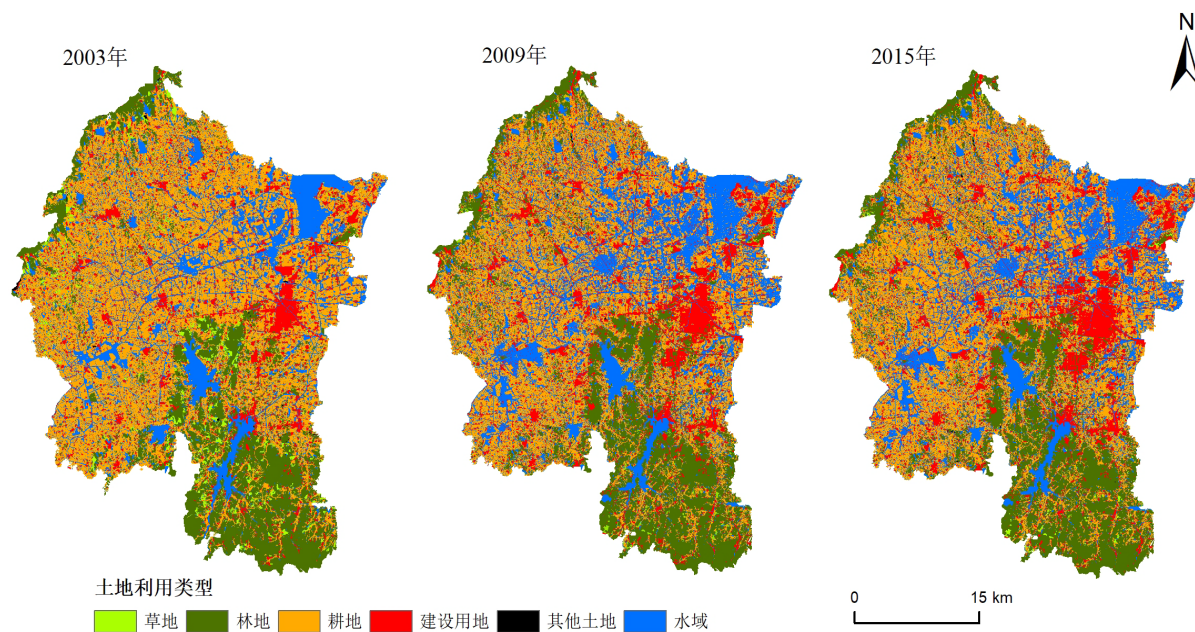 N
2003年
2009年
2015年
土地利用类型
草地
林地
耕地
建设用地
其他土地
水域
0
15 km